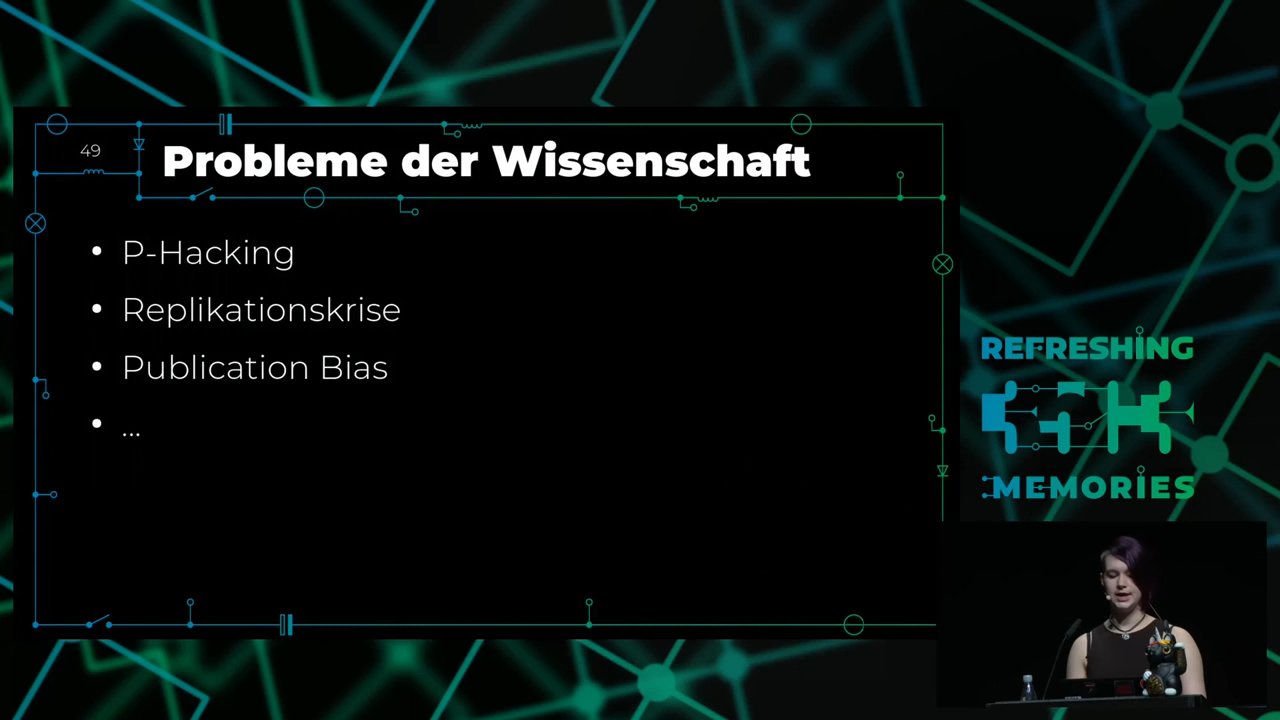 49
Probleme der Wissenschaft
• P-Hacking
• Replikationskrise
• Publication Bias
• ...
REFRESHING
MEMORIES